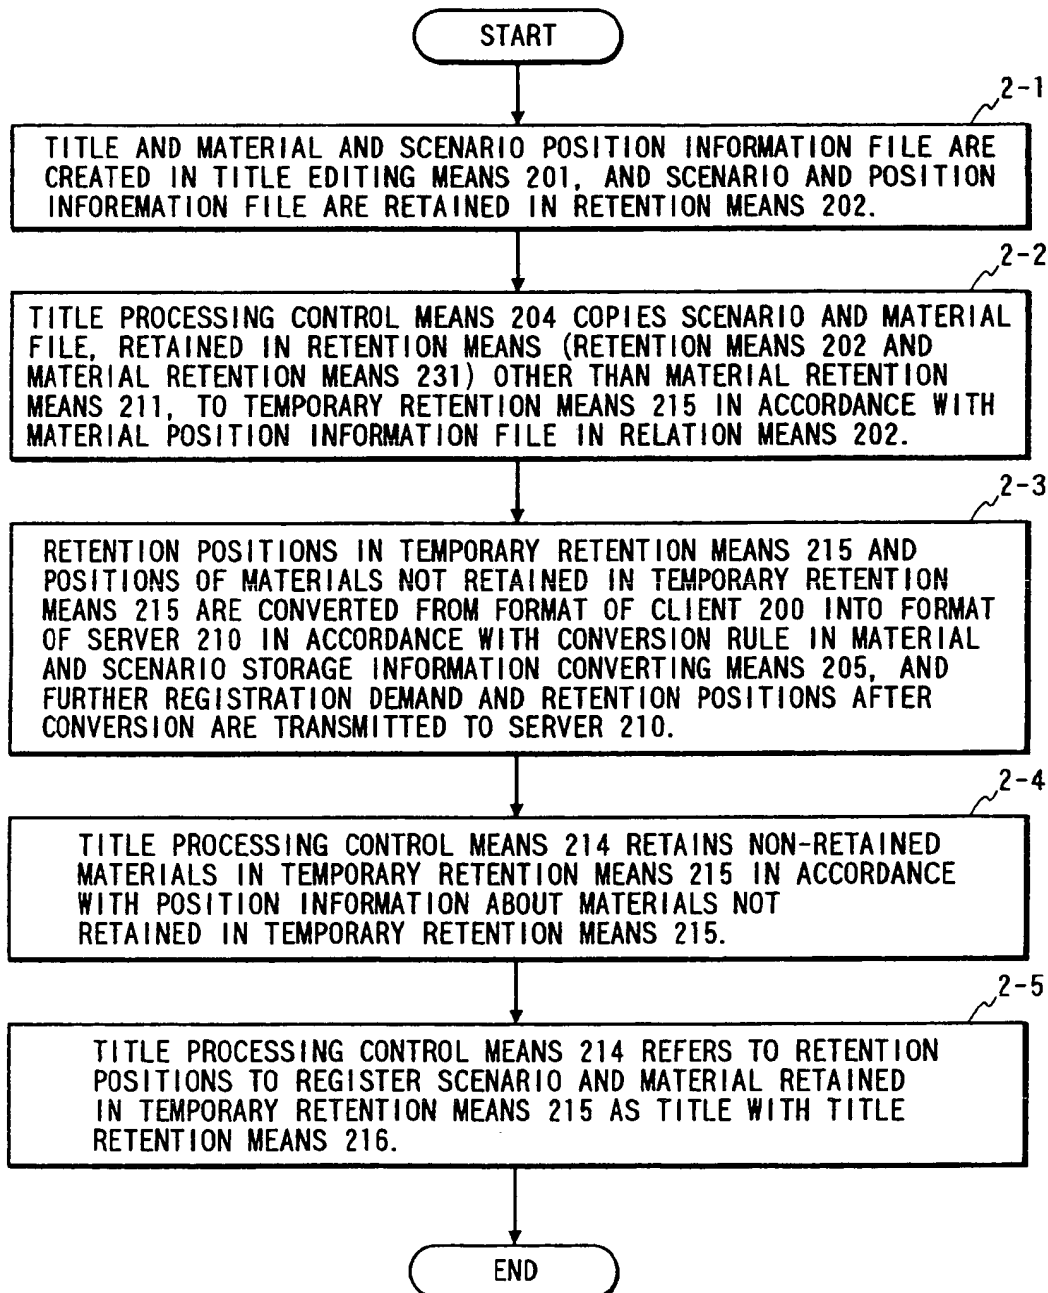 START
2-1
TITLE AND MATERIAL AND SCENARIO POSITION INFORMATION FILE ARE
CREATED IN TITLE EDITING MEANS 201, AND SCENARIO AND POSITION
INFOREMATION FILE ARE RETAINED IN RETENTION MEANS 202.
2-2
TITLE PROCESSING CONTROL MEANS 204 COPIES SCENARIO AND MATERIAL
FILE, RETAINED IN RETENTION MEANS (RETENTION MEANS 202 AND
MATERIAL RETENTION MEANS 231) OTHER THAN MATERIAL RETENTION
MEANS 211, TO TEMPORARY RETENTION MEANS 215 IN ACCORDANCE WITH
MATERIAL POSITION INFORMATION FILE IN RELATION MEANS 202.
2-3
RETENTION POSITIONS IN TEMPORARY RETENTION MEANS 215 AND
POSITIONS OF MATERIALS NOT RETAINED IN TEMPORARY RETENTION
MEANS 215 ARE CONVERTED FROM FORMAT OF CLIENT 200 INTO FORMAT
OF SERVER 210 IN ACCORDANCE WITH CONVERSION RULE IN MATERIAL
AND SCENARIO STORAGE INFORMATION CONVERTING MEANS 205, AND
FURTHER REGISTRATION DEMAND AND RETENTION POSITIONS AFTER
CONVERSION ARE TRANSMITTED TO SERVER 210.
2-4
TITLE PROCESSING CONTROL MEANS 214 RETAINS NON-RETAINED
MATERIALS IN TEMPORARY RETENTION MEANS 215 IN ACCORDANCE
WITH POSITION INFORMATION ABOUT MATERIALS NOT
RETAINED IN TEMPORARY RETENTION MEANS 215.
2-5
TITLE PROCESSING CONTROL MEANS 214 REFERS TO RETENTION
POSITIONS TO REGISTER SCENARIO AND MATERIAL RETAINED
IN TEMPORARY RETENTION MEANS 215 AS TITLE WITH TITLE
RETENTION MEANS 216.
END